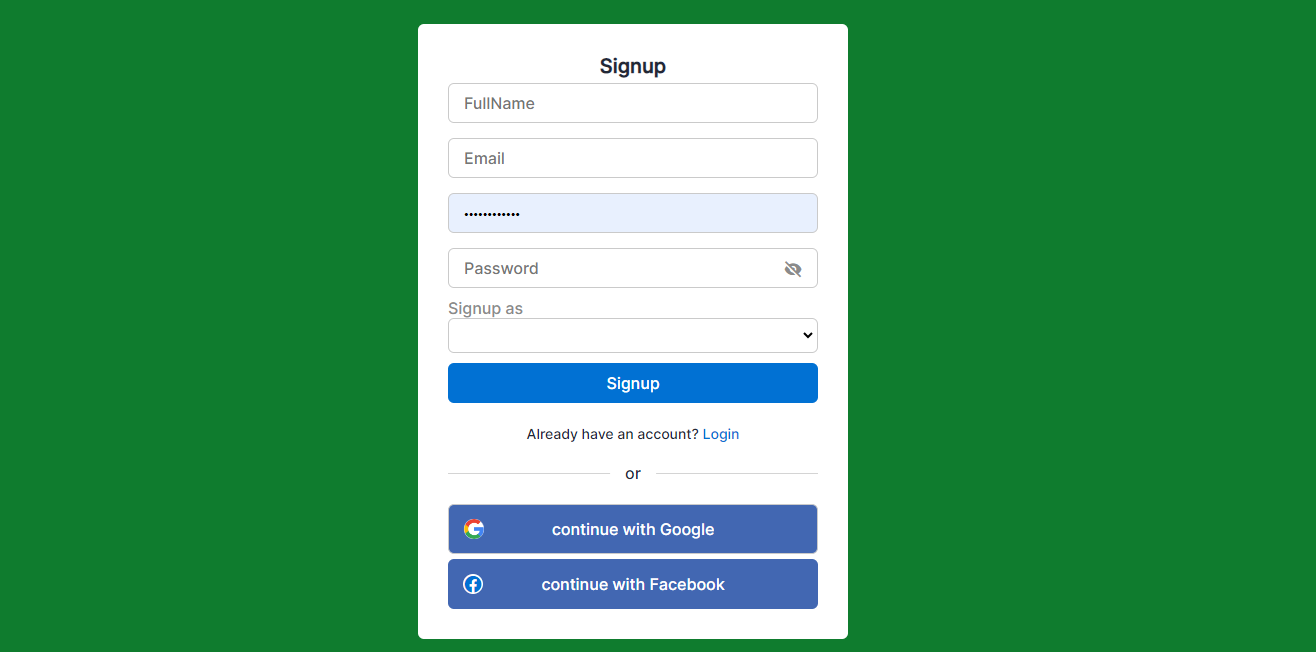 Signup
FullName
Email
••••••••••••
Password
Signup as
Signup
Already have an account? Login
or
continue with Google
continue with Facebook